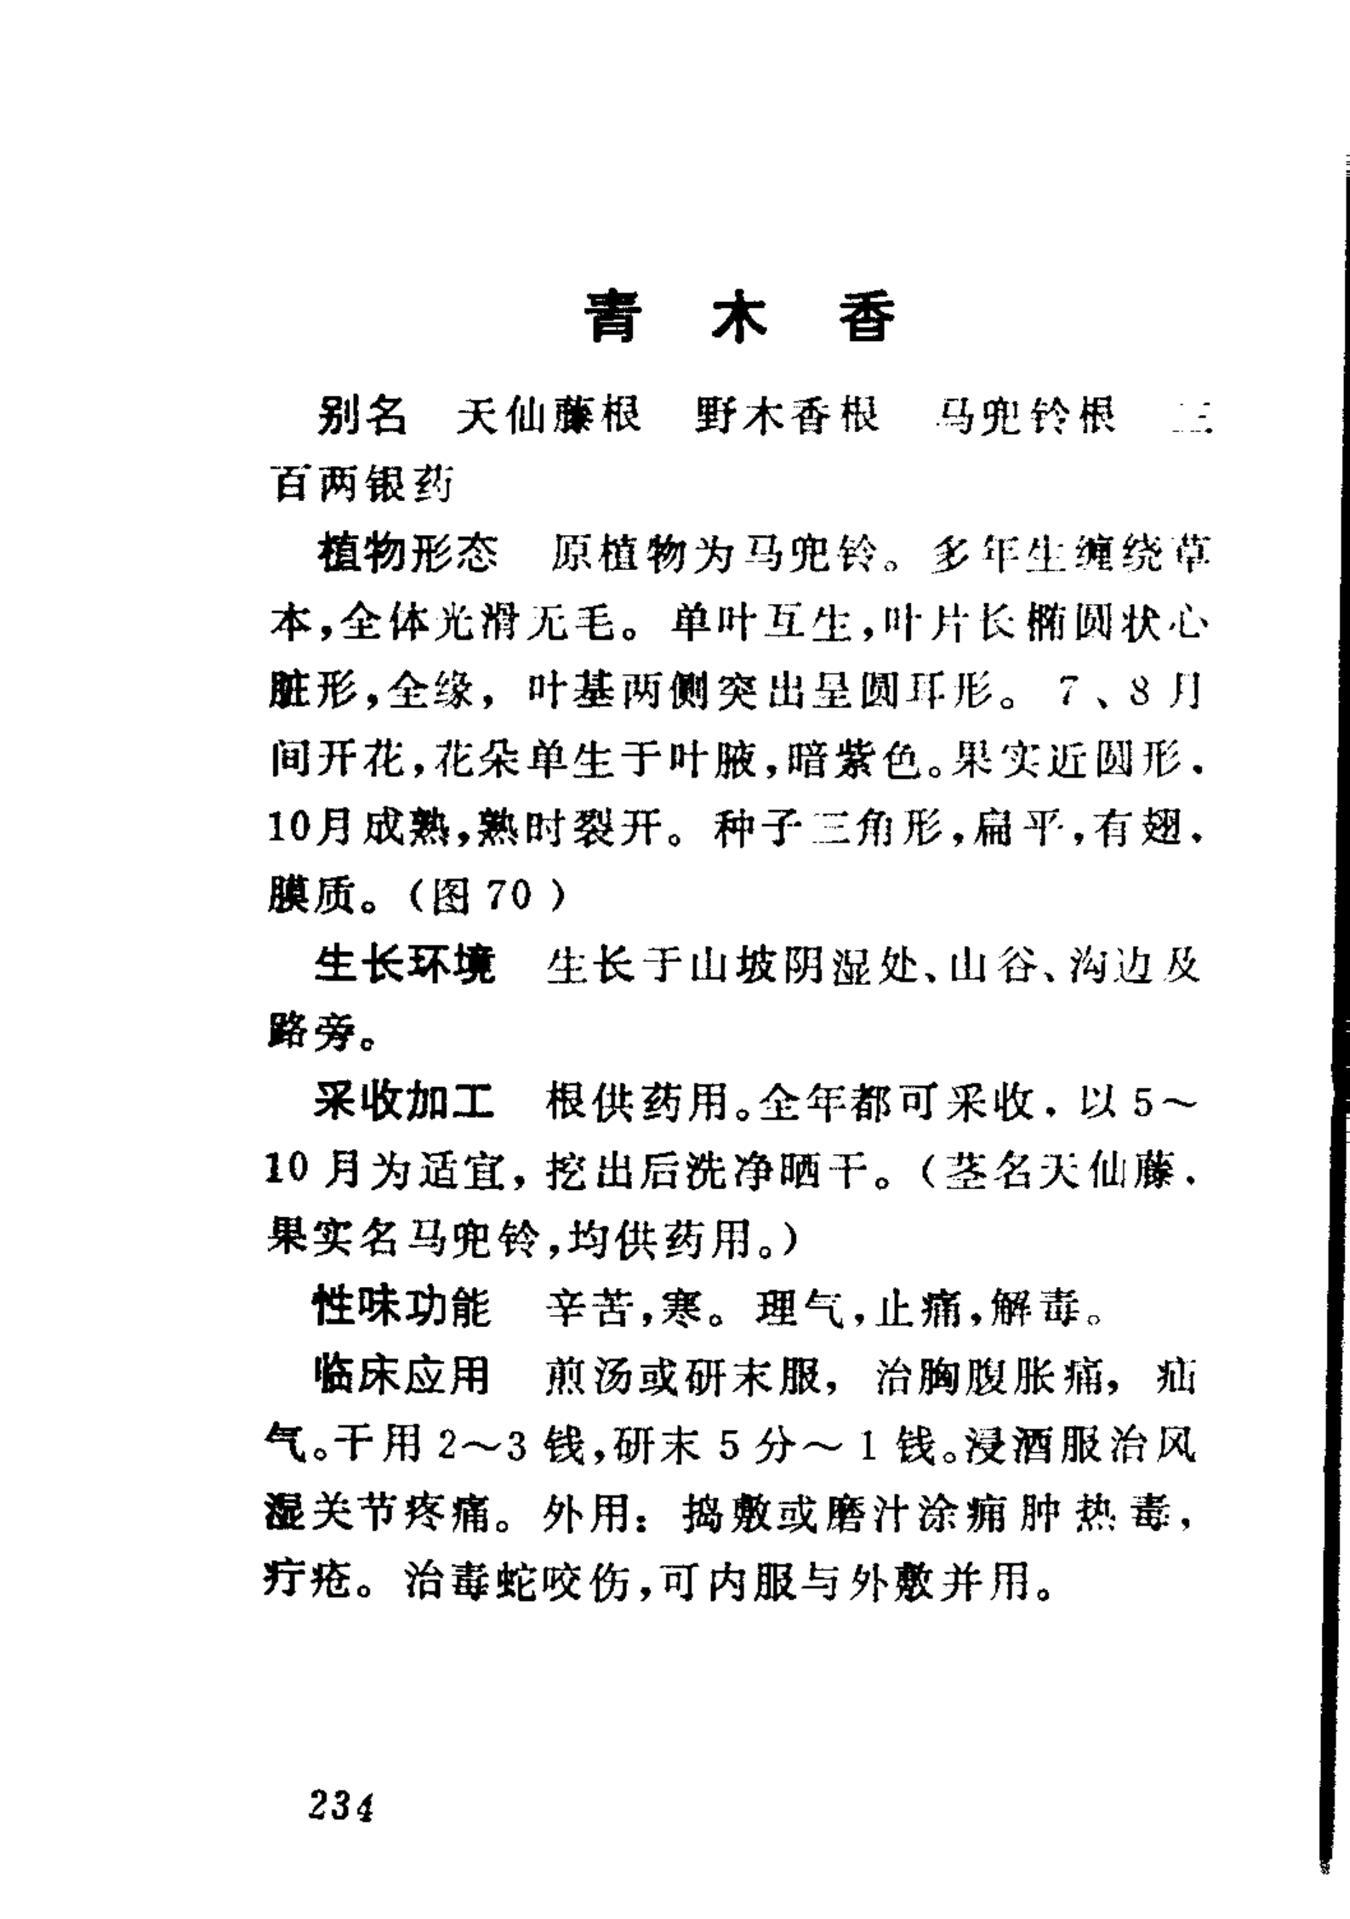 青木香
别名 天仙藤根 野木香根 马兜铃根 三
百两银药
植物形态 原植物为马兜铃。多年生缠绕草
本,全体光滑无毛。单叶互生,叶片长椭圆状心
脏形,全缘,叶基两侧突出呈圆耳形。7、8月
间开花,花朵单生于叶腋,暗紫色。果实近圆形,
10月成熟,熟时裂开。种子三角形,扁平,有翅,
膜质。(图70)
生长环境 生长于山坡阴湿处、山谷、沟边及
路旁。
采收加工 根供药用。全年都可采收,以5~
10月为适宜,挖出后洗净晒干。(茎名天仙藤,
果实名马兜铃,均供药用。)
性味功能 辛苦,寒。理气,止痛,解毒。
临床应用 煎汤或研末服,治胸腹胀痛,疝
气。干用2~3钱,研末5分~1钱。浸酒服治风
湿关节疼痛。外用:捣敷或磨汁涂痈肿热毒,
疔疮。治毒蛇咬伤,可内服与外敷并用。
234